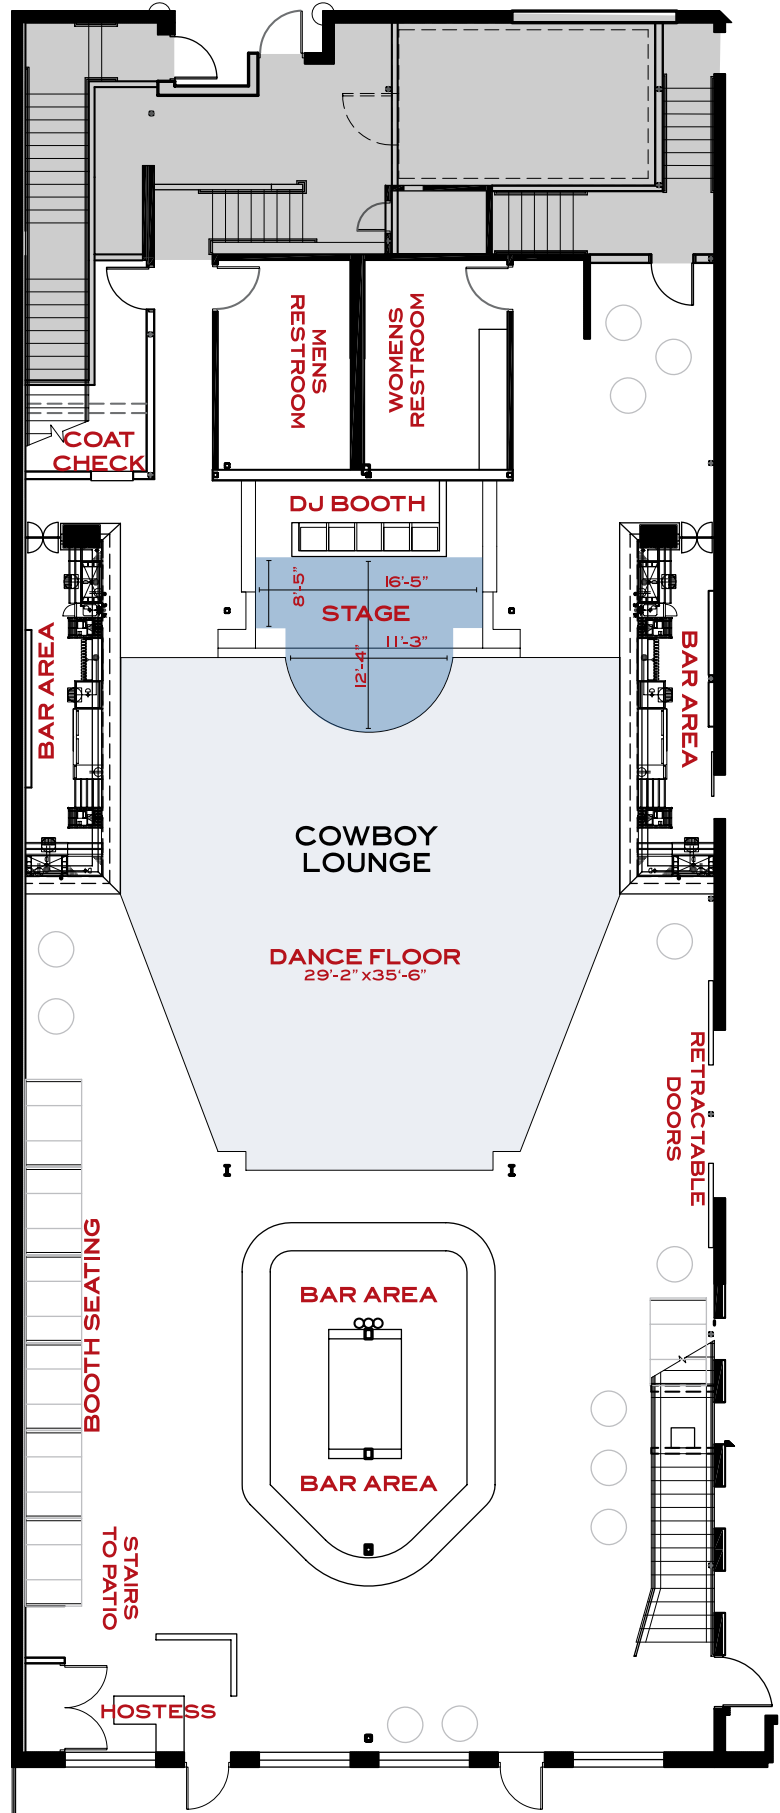 MENS
RESTROOM
WOMENS
RESTROOM
COAT
CHECK
DJ BOOTH
8'-5"
16'-5"
STAGE
11'-3"
12'-4"
BAR AREA
BAR AREA
COWBOY
LOUNGE
DANCE FLOOR
29'-2" x35'-6"
RETRACTABLE
DOORS
BOOTH SEATING
BAR AREA
BAR AREA
STAIRS
TO PATIO
HOSTESS